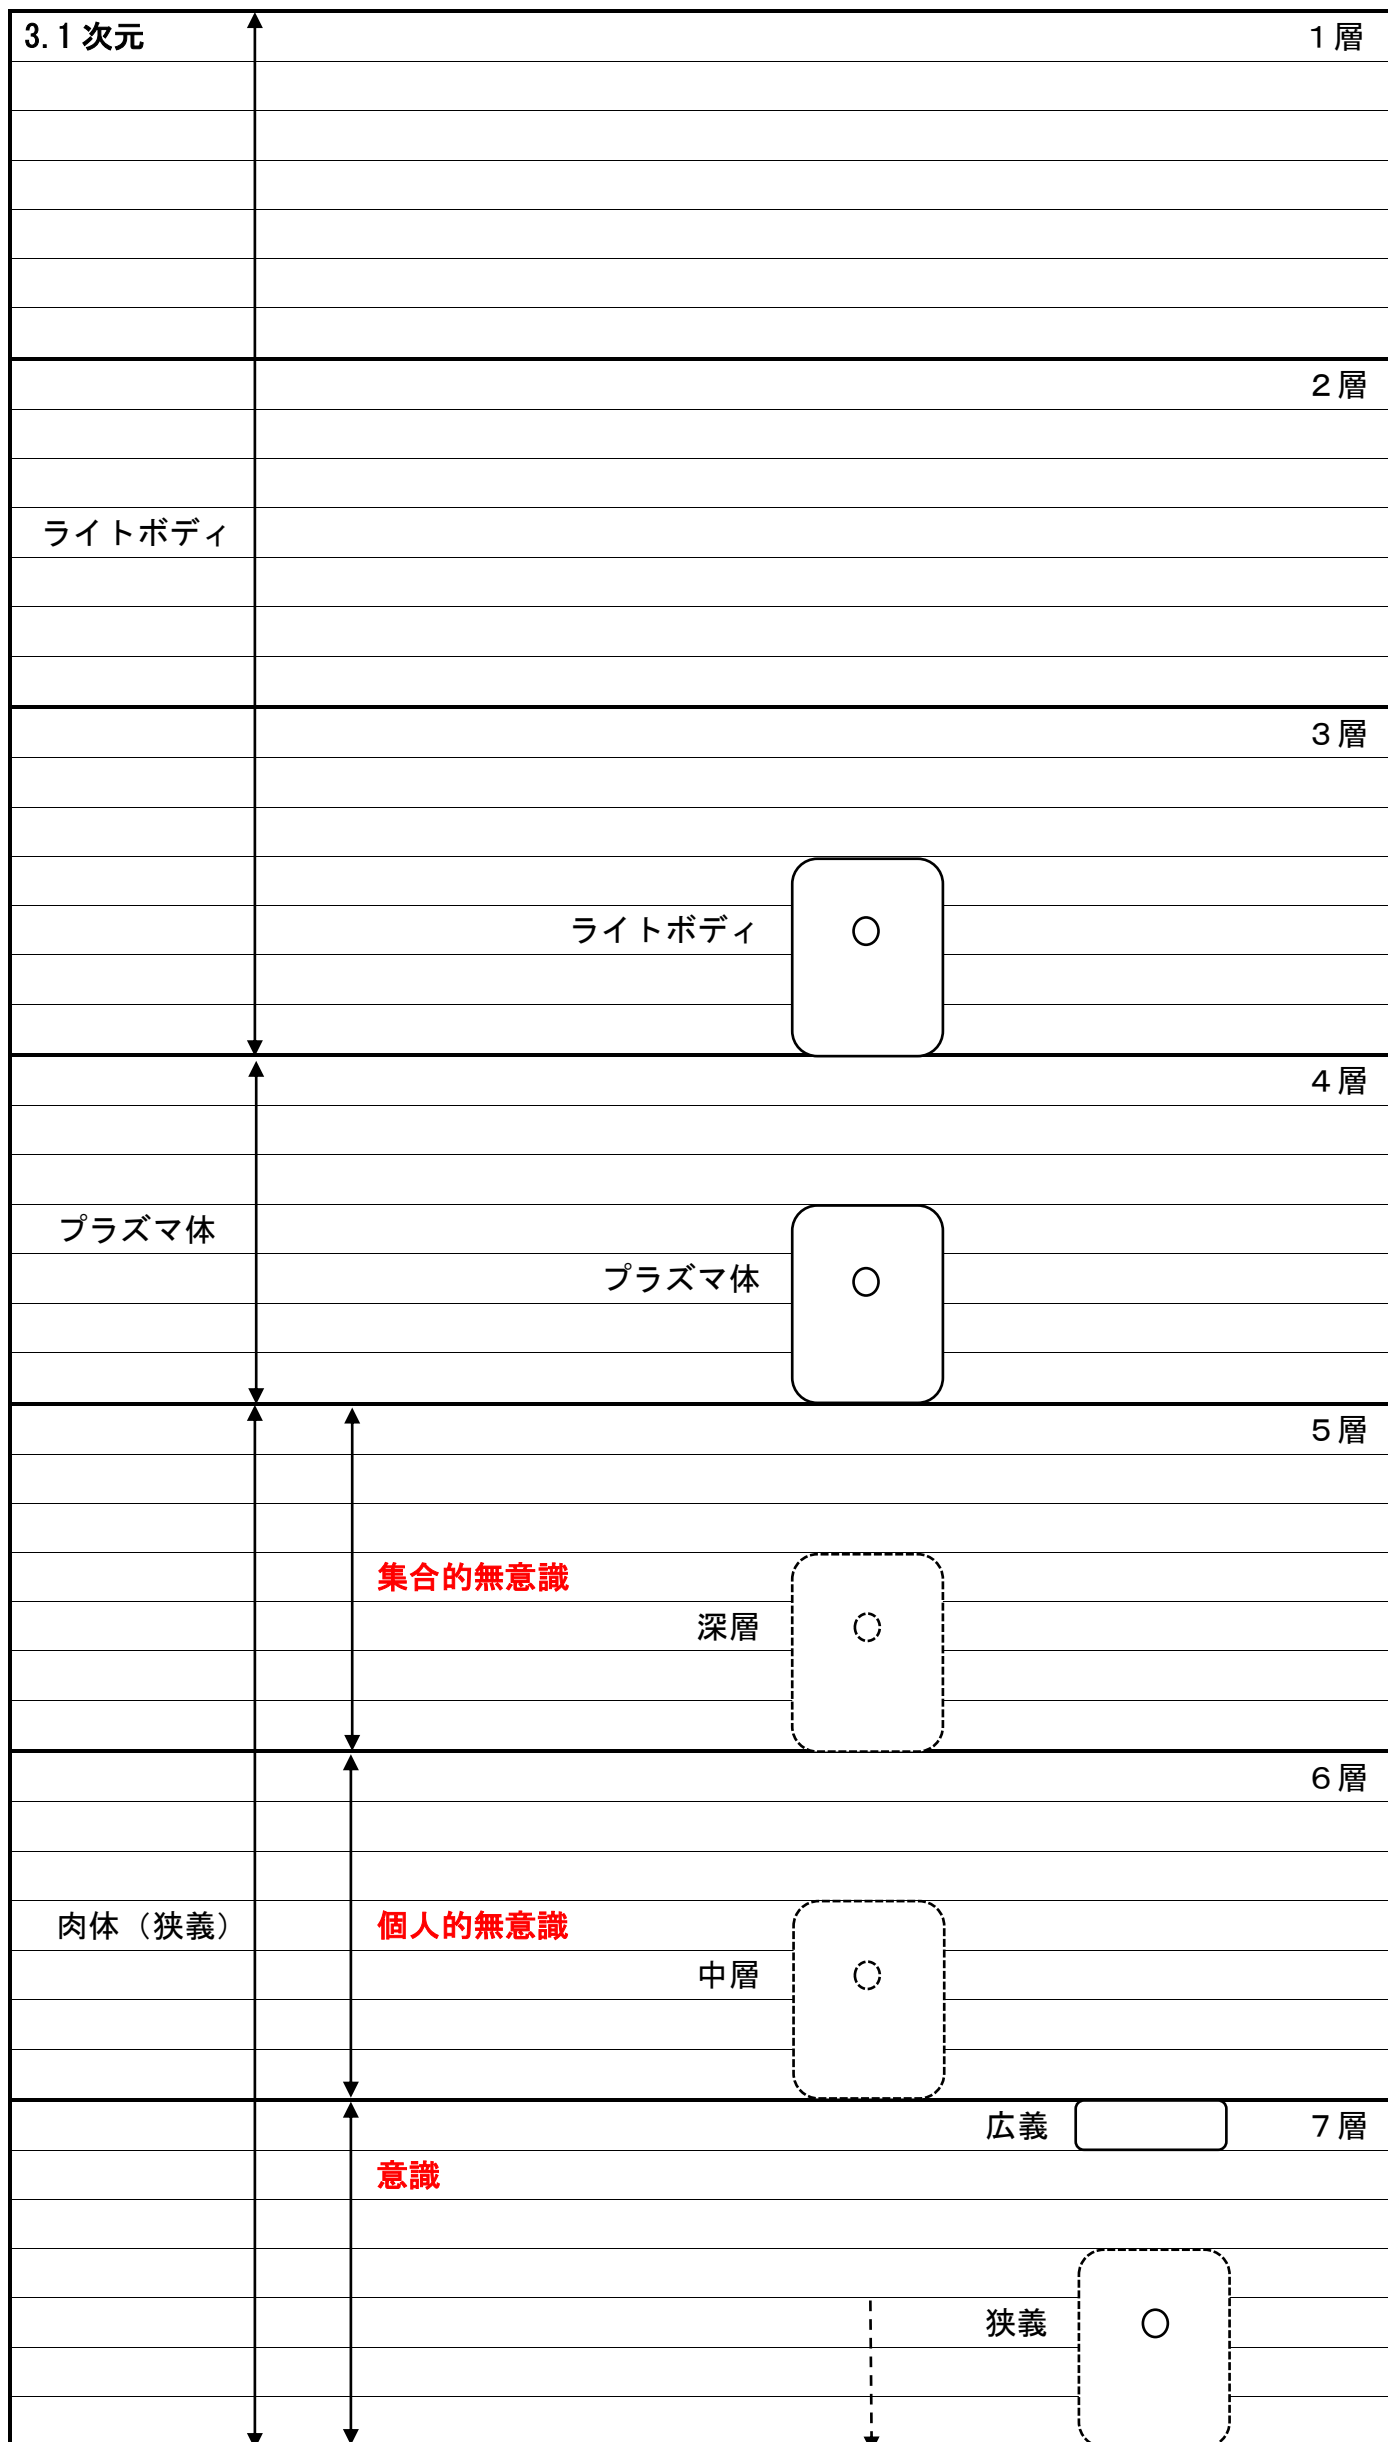 3.1 次元
1層
2層
ライトボディ
3層
ライトボディ
4層
プラズマ体
プラズマ体
5層
集合的無意識
深層
6層
肉体（狭義）
個人的無意識
中層
広義
7層
意識
狭義